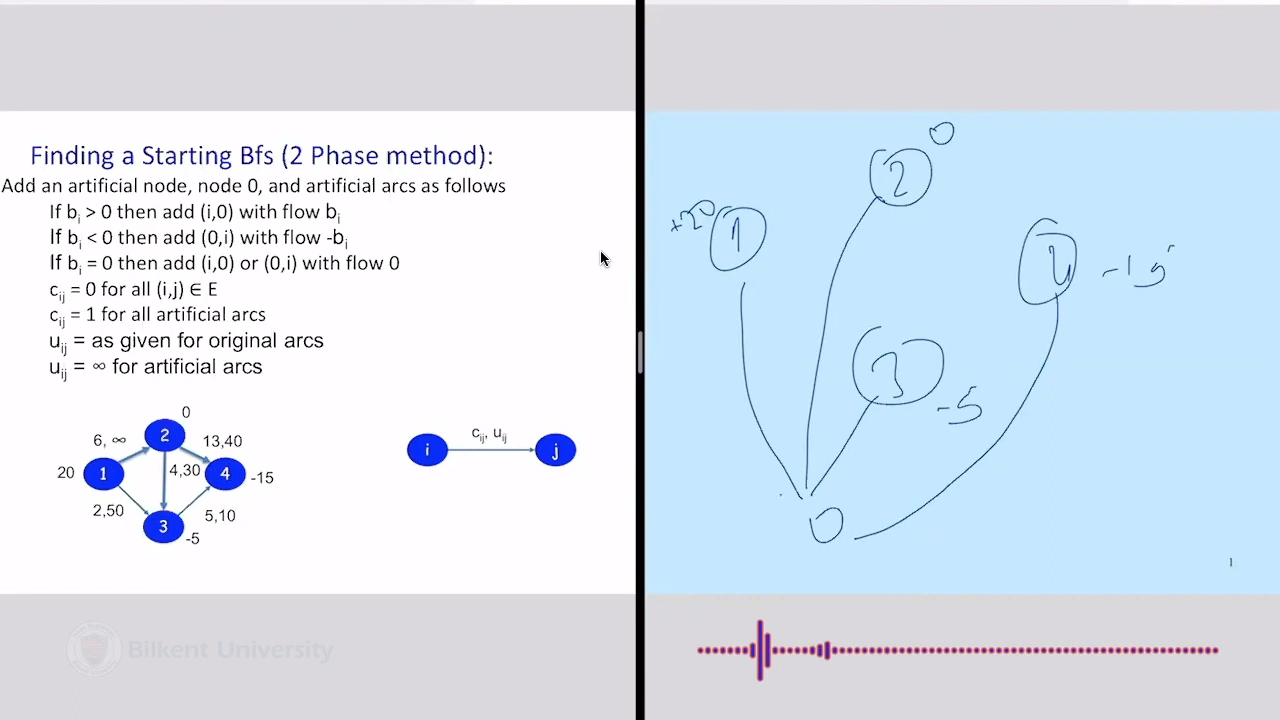 Finding a Starting Bfs (2 Phase method):
Add an artificial node, node 0, and artificial arcs as follows
If bi > 0 then add (i,0) with flow bi
If bi < 0 then add (0,i) with flow -bi
If bi = 0 then add (i,0) or (0,i) with flow 0
cij = 0 for all (i,j) ∈ E
cij = 1 for all artificial arcs
uij = as given for original arcs
uij = ∞ for artificial arcs
0
6, ∞
2
13,40
20
1
4,30
4
-15
2,50
3
5,10
-5
i
cij, uij
j
Bilkent University
0
2
+20
1
-15
3
-5
0
1